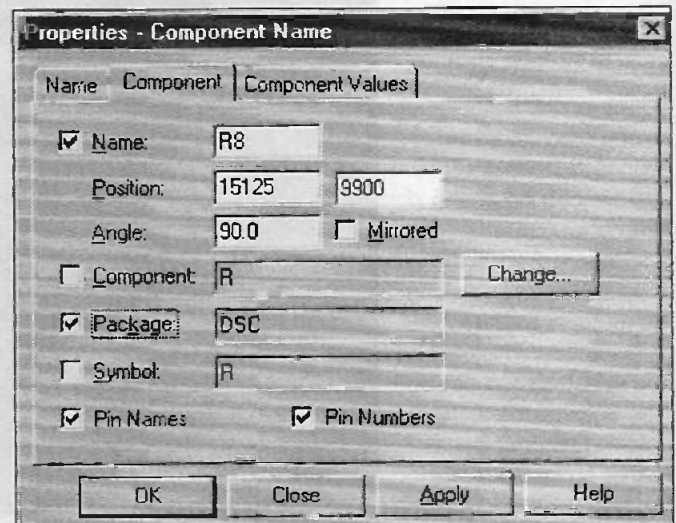 Properties - Component Name
Name Component Component Values
Name: R8
Position: 15125 9900
Angle: 90.0 Mirrored
Component: R Change...
Package: DSC
Symbol: R
Pin Names Pin Numbers
OK Close Apply Help